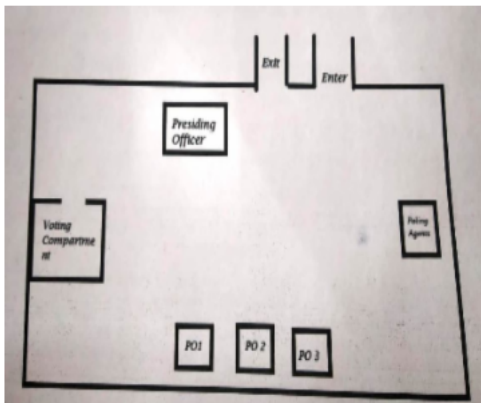 Exit
Enter
Presiding
Officer
Voting
Compartme
nt
Polling
Agents
PO1
PO 2
PO 3